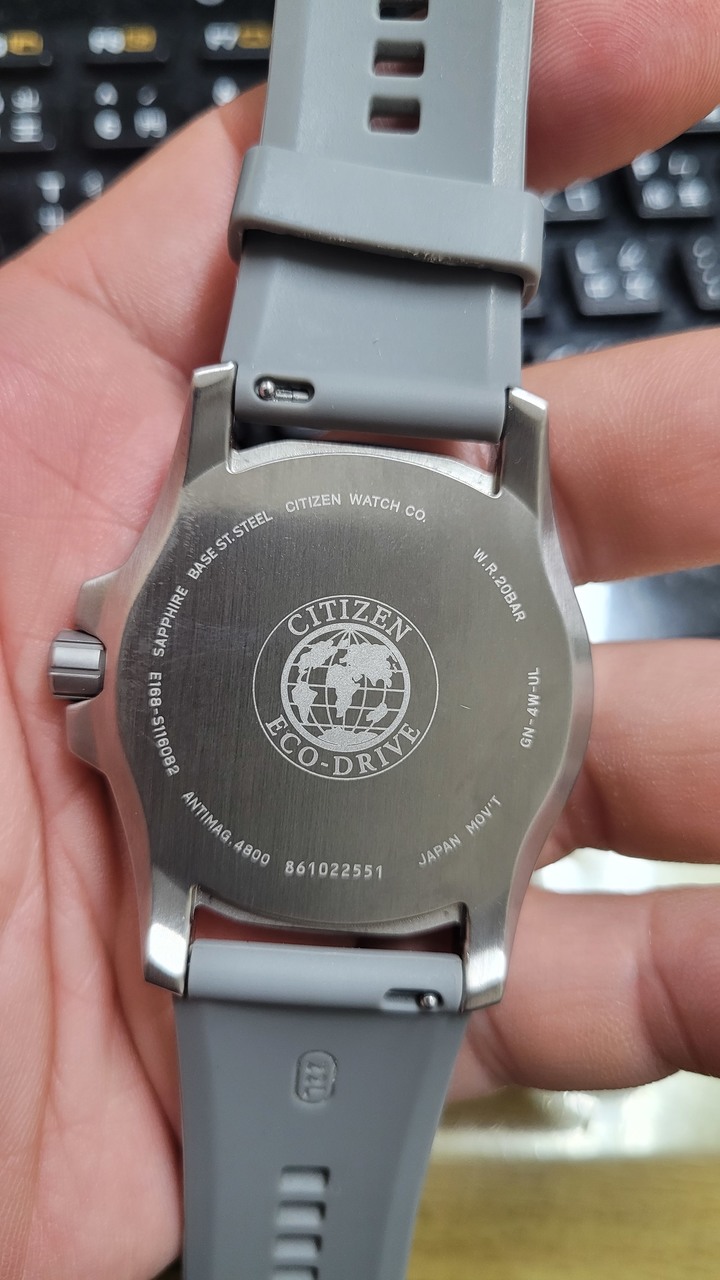 CITIZEN WATCH CO.
W.R.20BAR
GN-4W-UL
JAPAN MOV'T
861022551
ANTIMAG.4800
E168-S116082
SAPPHIRE
BASE ST.STEEL
CITIZEN
ECO-DRIVE